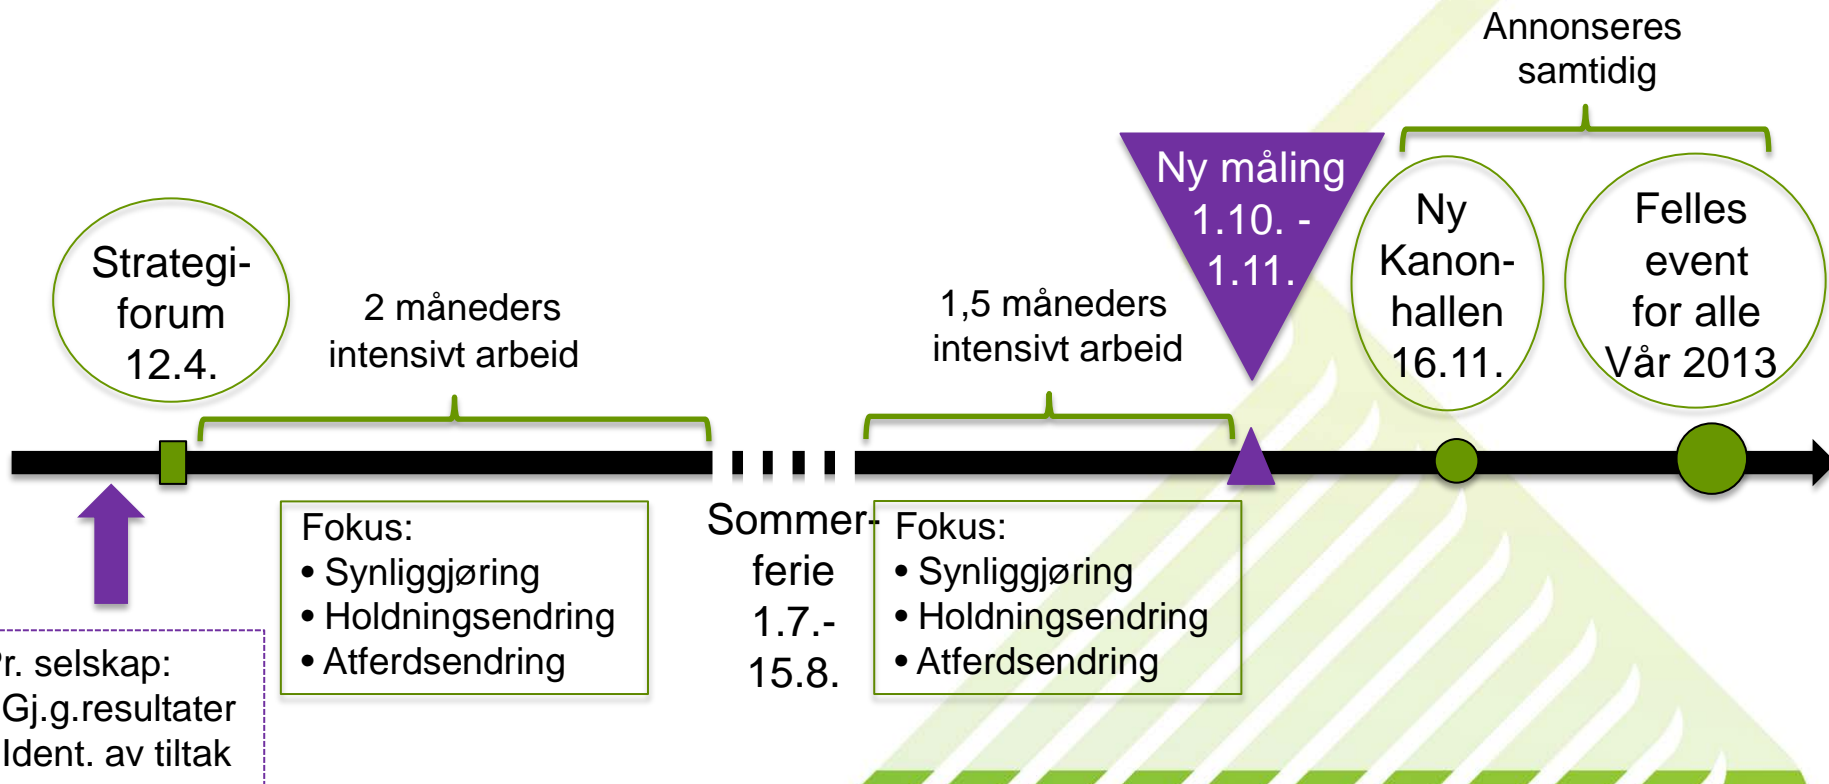 Annonseres
samtidig
Strategi-
forum
12.4.
2 måneders
intensivt arbeid
1,5 måneders
intensivt arbeid
Ny måling
1.10. -
1.11.
Ny
Kanon-
hallen
16.11.
Felles
event
for alle
Vår 2013
Fokus:
• Synliggjøring
• Holdningsendring
• Atferdsendring
Sommer-
ferie
1.7.-
15.8.
Fokus:
• Synliggjøring
• Holdningsendring
• Atferdsendring
Pr. selskap:
Gj.g.resultater
Ident. av tiltak